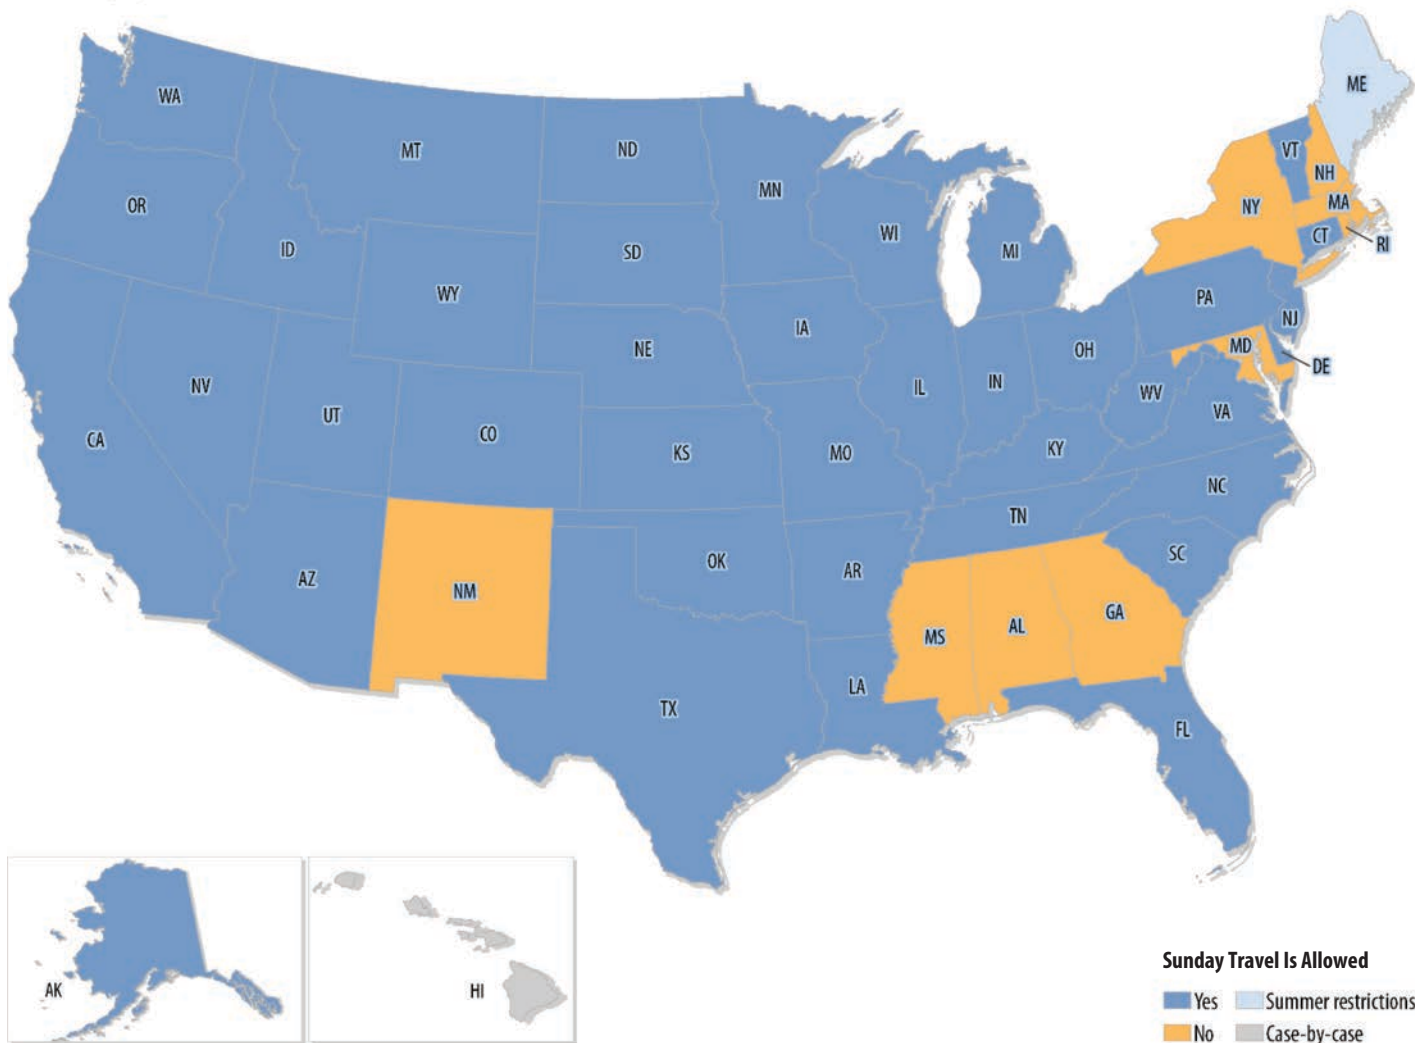 WA
MT
ND
MN
ME
VT
NH
OR
ID
SD
WI
MI
NY
MA
CT
RI
WY
IA
PA
NJ
NE
OH
MD
DE
NV
UT
CO
IL
IN
WV
VA
CA
KS
MO
KY
NC
TN
AZ
NM
OK
AR
SC
MS
AL
GA
TX
LA
FL
AK
HI
Sunday Travel Is Allowed
Yes Summer restrictions
No Case-by-case